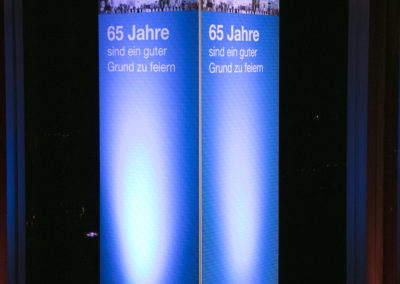 65 Jahre
sind ein guter
Grund zu feiern
65 Jahre
sind ein guter
Grund zu feiern